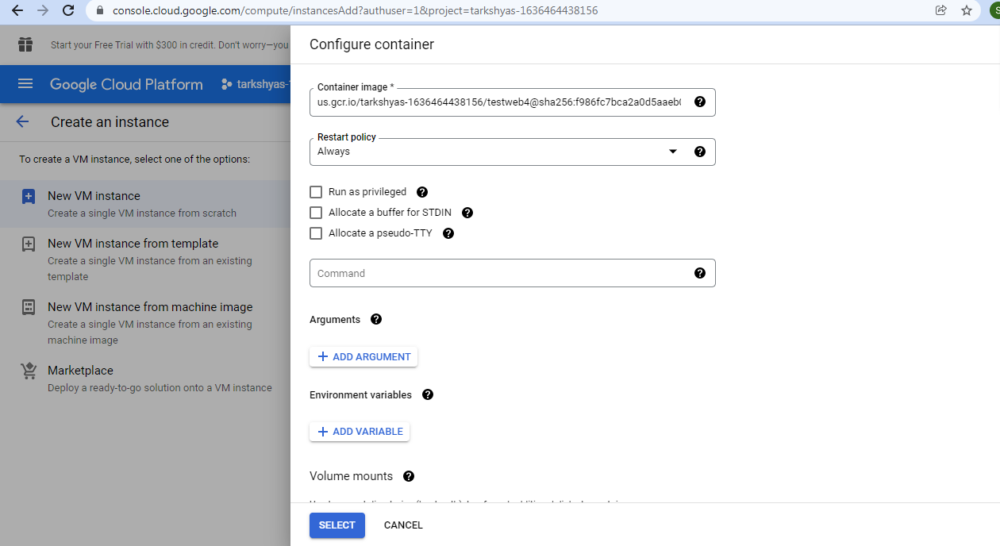 console.cloud.google.com/compute/instancesAdd?authuser=1&project=tarkshyas-1636464438156
S
Start your Free Trial with $300 in credit. Don't worry—you
Google Cloud Platform
tarkshyas-1
Create an instance
To create a VM instance, select one of the options:
New VM instance
Create a single VM instance from scratch
New VM instance from template
Create a single VM instance from an existing
template
New VM instance from machine image
Create a single VM instance from an existing
machine image
Marketplace
Deploy a ready-to-go solution onto a VM instance
Configure container
Container image *
us.gcr.io/tarkshyas-1636464438156/testweb4@sha256:f986fc7bca2a0d5aaeb0
Restart policy
Always
Run as privileged
Allocate a buffer for STDIN
Allocate a pseudo-TTY
Command
Arguments
ADD ARGUMENT
Environment variables
ADD VARIABLE
Volume mounts
SELECT
CANCEL